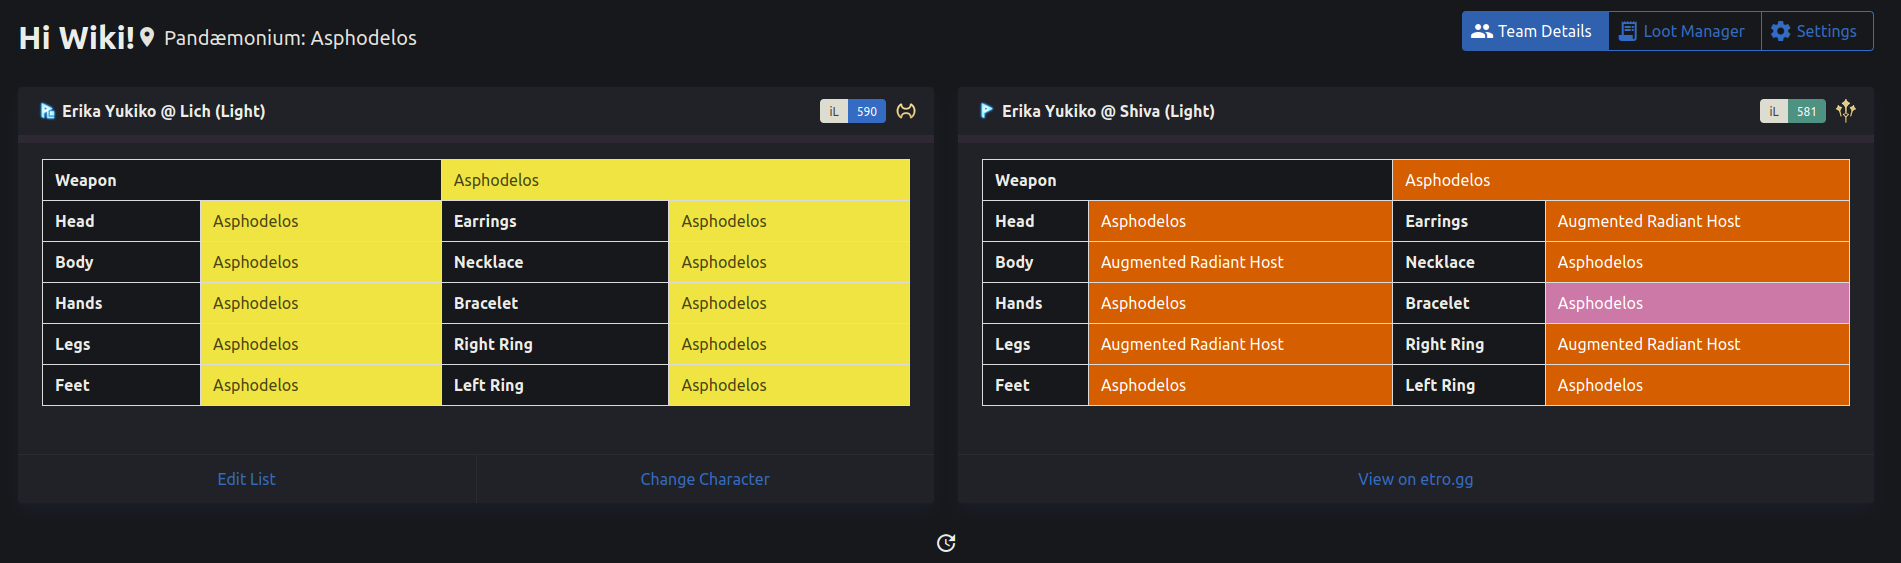 Hi Wiki! Pandæmonium: Asphodelos
Team Details Loot Manager Settings
Erika Yukiko @ Lich (Light) iL 590
Weapon Asphodelos
Head Asphodelos Earrings Asphodelos
Body Asphodelos Necklace Asphodelos
Hands Asphodelos Bracelet Asphodelos
Legs Asphodelos Right Ring Asphodelos
Feet Asphodelos Left Ring Asphodelos
Edit List Change Character
Erika Yukiko @ Shiva (Light) iL 581
Weapon Asphodelos
Head Asphodelos Earrings Augmented Radiant Host
Body Augmented Radiant Host Necklace Asphodelos
Hands Asphodelos Bracelet Asphodelos
Legs Augmented Radiant Host Right Ring Augmented Radiant Host
Feet Asphodelos Left Ring Asphodelos
View on etro.gg